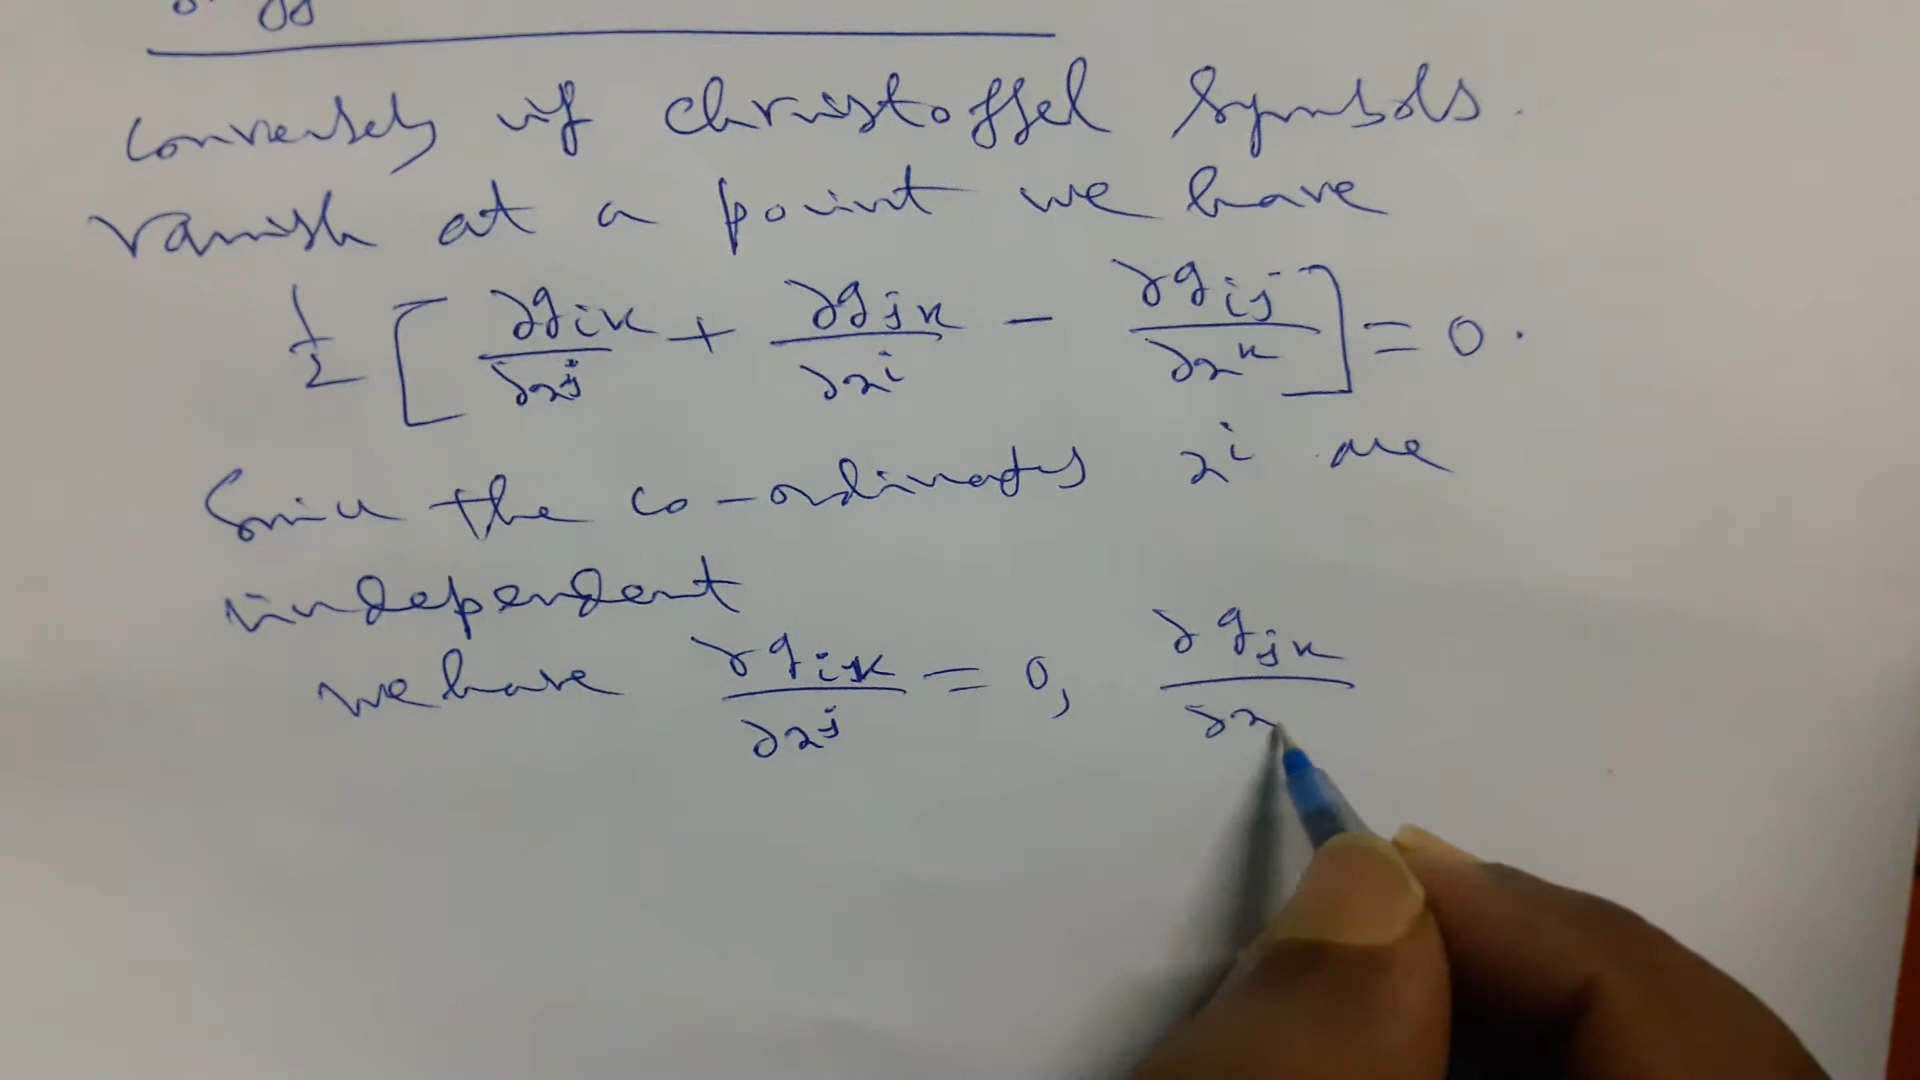 conversely if christoffel symbols.
vanish at a point we have
1/2 [ ∂g_ik/∂x^j + ∂g_jk/∂x^i − ∂g_ij/∂x^k ] = 0 .
Since the co-ordinates x^i are
independent
we have ∂g_ik/∂x^j = 0, ∂g_jk/∂x